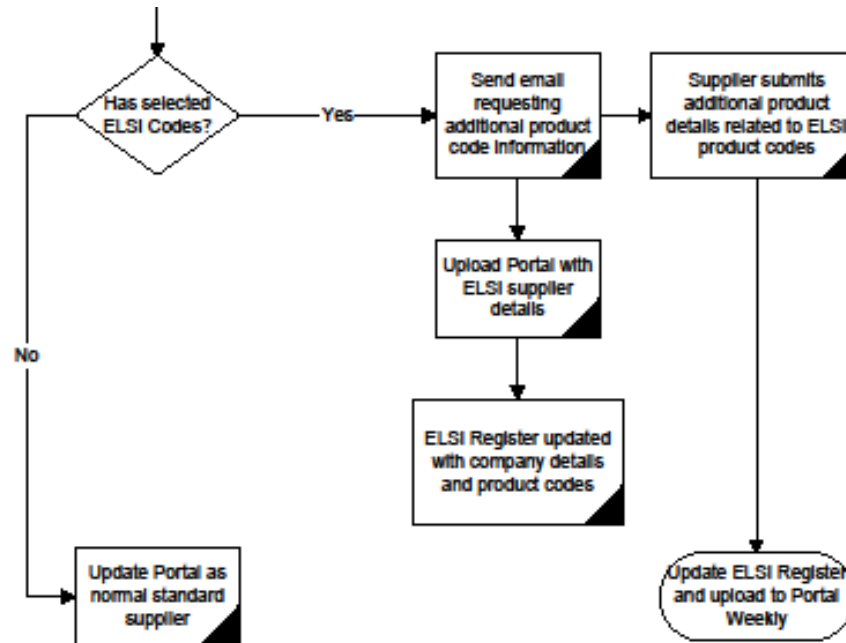 Has selected
ELSI Codes?
Yes
Send email
requesting
additional product
code information
Supplier submits
additional product
details related to ELSI
product codes
Upload Portal with
ELSI supplier
details
No
ELSI Register updated
with company details
and product codes
Update Portal as
normal standard
supplier
Update ELSI Register
and upload to Portal
Weekly